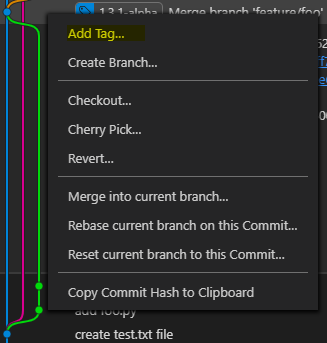 1.3.1-alpha Merge branch 'feature/foo'
Add Tag...
Create Branch...
Checkout...
Cherry Pick...
Revert...
Merge into current branch...
Rebase current branch on this Commit...
Reset current branch to this Commit...
Copy Commit Hash to Clipboard
add foo.py
create test.txt file